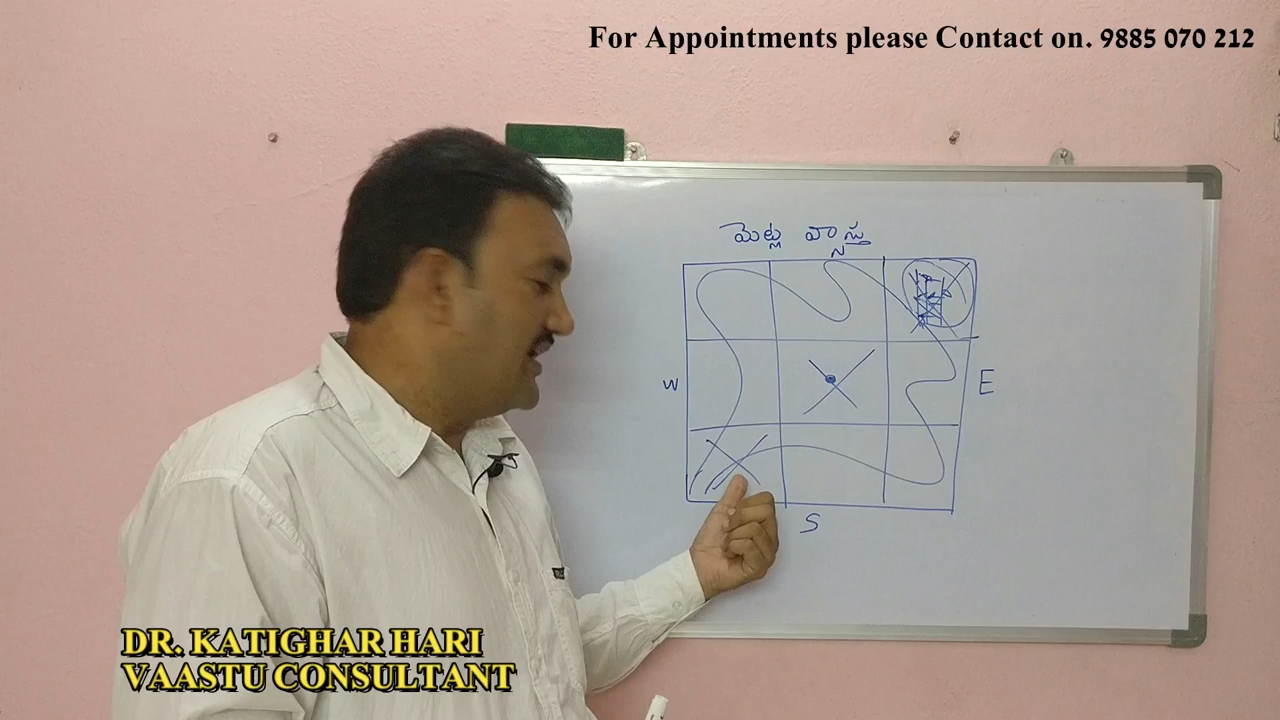 For Appointments please Contact on. 9885 070 212
మెట్ల వాస్తు
N
W
E
S
DR. KATIGHAR HARI
VAASTU CONSULTANT